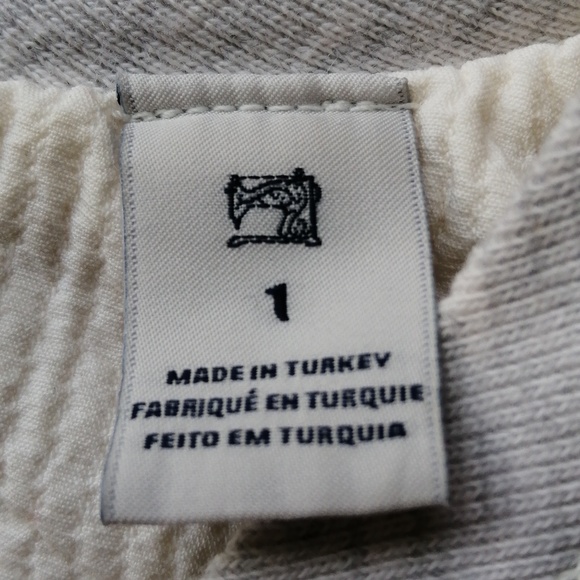 1
MADE IN TURKEY
FABRIQUÉ EN TURQUIE
FEITO EM TURQUIA